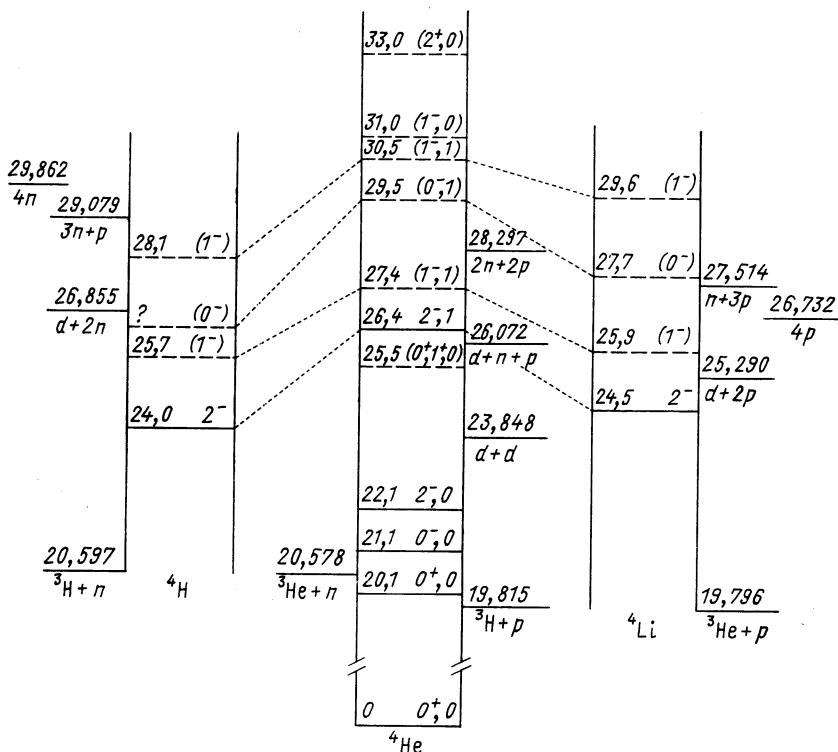 33,0 (2⁺,0)
31,0 (1⁻,0)
30,5 (1⁻,1)
29,5 (0⁻,1)
28,297
2n+2p
27,4 (1⁻,1)
26,4 2⁻,1
26,072
d+n+p
25,5 (0⁺,1⁺,0)
23,848
d+d
22,1 2⁻,0
21,1 0⁻,0
20,578
³He+n
20,1 0⁺,0
19,815
³H+p
0 0⁺,0
⁴He
29,862
4n
29,079
3n+p
28,1 (1⁻)
26,855
d+2n
? (0⁻)
25,7 (1⁻)
24,0 2⁻
20,597
³H+n
⁴H
29,6 (1⁻)
27,7 (0⁻)
27,514
n+3p
26,732
4p
25,9 (1⁻)
25,290
d+2p
24,5 2⁻
⁴Li
19,796
³He+p